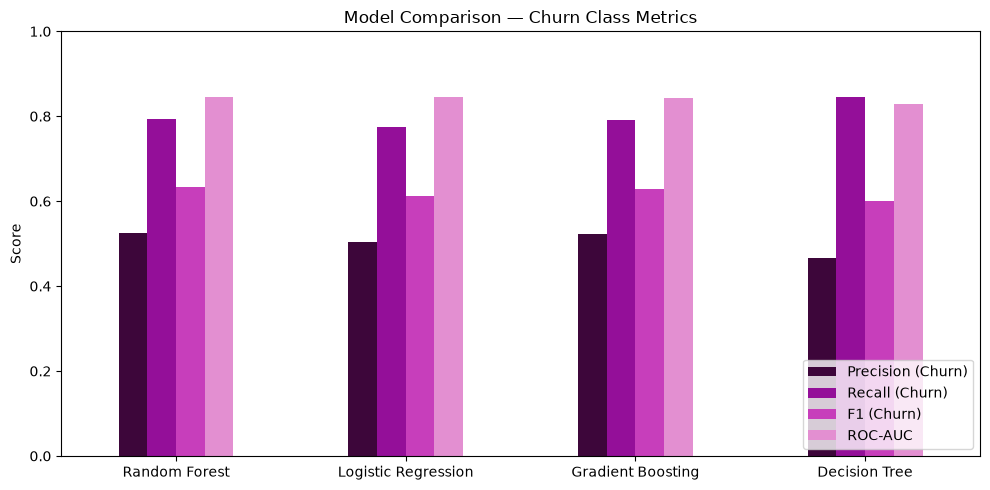 Model Comparison — Churn Class Metrics
1.0
0.8
0.6
0.4
0.2
0.0
Score
Random Forest
Logistic Regression
Gradient Boosting
Decision Tree
Precision (Churn)
Recall (Churn)
F1 (Churn)
ROC-AUC